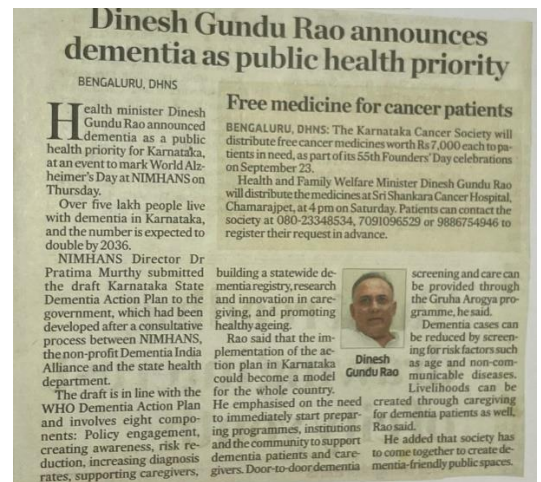 Dinesh Gundu Rao announces
dementia as public health priority
BENGALURU, DHNS
Health minister Dinesh
Gundu Rao announced
dementia as a public
health priority for Karnataka,
at an event to mark World Alz-
heimer's Day at NIMHANS on
Thursday.
Over five lakh people live
with dementia in Karnataka,
and the number is expected to
double by 2036.
NIMHANS Director Dr
Pratima Murthy submitted
the draft Karnataka State
Dementia Action Plan to the
government, which had been
developed after a consultative
process between NIMHANS,
the non-profit Dementia India
Alliance and the state health
department.
The draft is in line with the
WHO Dementia Action Plan
and involves eight compo-
nents: Policy engagement,
creating awareness, risk re-
duction, increasing diagnosis
rates, supporting caregivers,
building a statewide de-
mentia registry, research
and innovation in care-
giving, and promoting
healthy ageing.
Rao said that the im-
plementation of the ac-
tion plan in Karnataka
could become a model
for the whole country.
He emphasised on the need
to immediately start prepar-
ing programmes, institutions
and the community to support
dementia patients and care-
givers. Door-to-door dementia
screening and care can
be provided through
the Gruha Arogya pro-
gramme, he said.
Dementia cases can
be reduced by screen-
ing for risk factors such
as age and non-com-
municable diseases.
Livelihoods can be
created through caregiving
for dementia patients as well,
Rao said.
He added that society has
to come together to create de-
mentia-friendly public spaces.
Dinesh
Gundu Rao
Free medicine for cancer patients
BENGALURU, DHNS: The Karnataka Cancer Society will
distribute free cancer medicines worth Rs 7,000 each to pa-
tients in need, as part of its 55th Founders' Day celebrations
on September 23.
Health and Family Welfare Minister Dinesh Gundu Rao
will distribute the medicines at Sri Shankara Cancer Hospital,
Chamarajpet, at 4 pm on Saturday. Patients can contact the
society at 080-23348534, 7091096529 or 9886754946 to
register their request in advance.